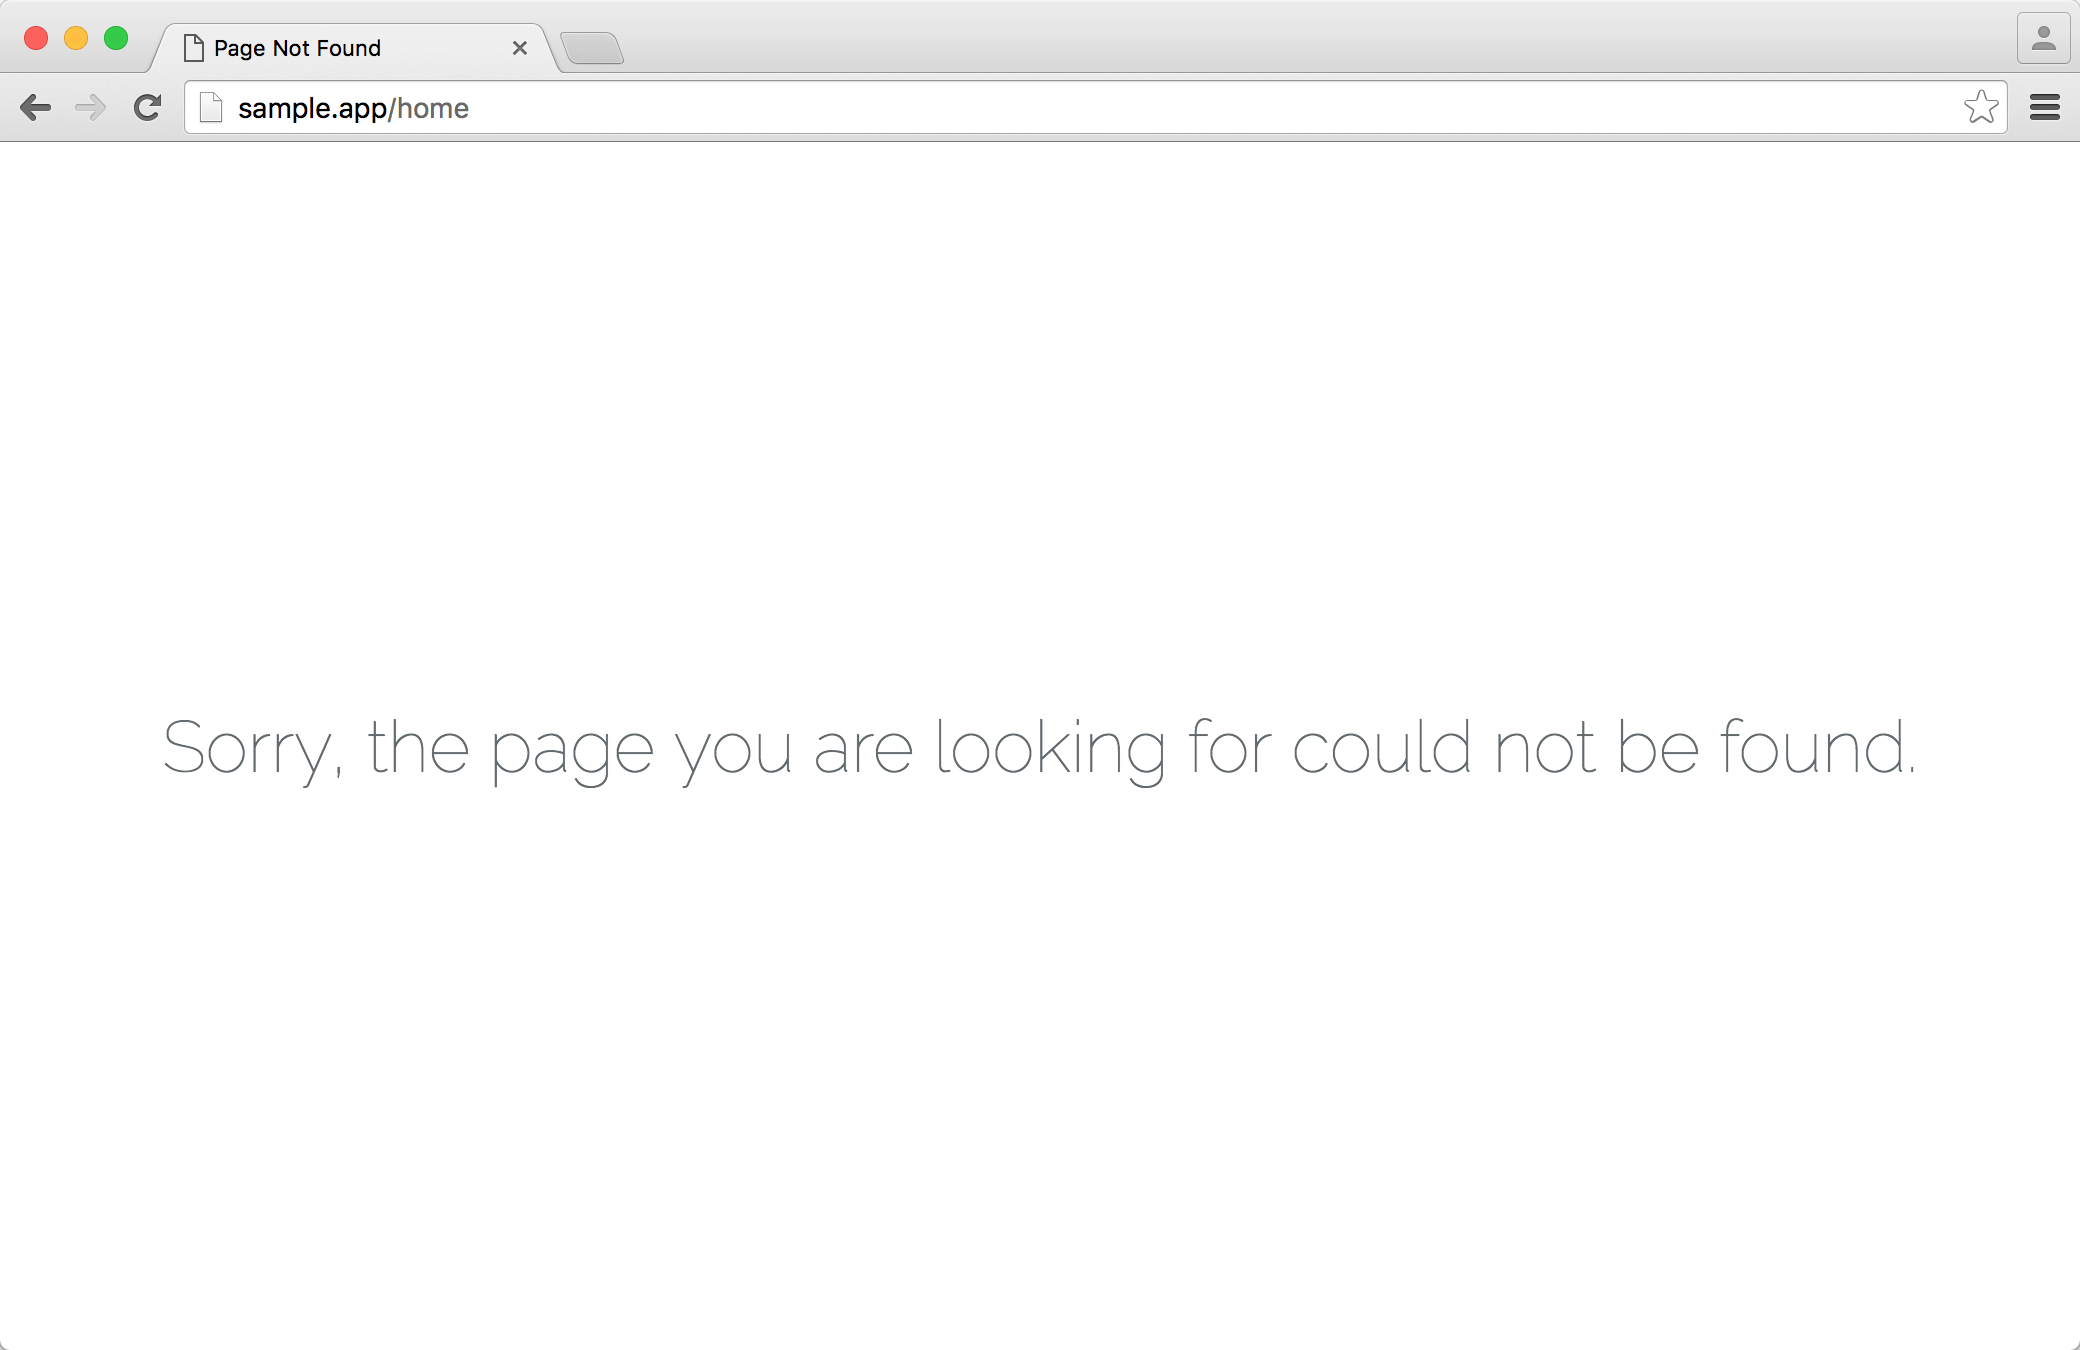 Page Not Found
sample.app/home
Sorry, the page you are looking for could not be found.